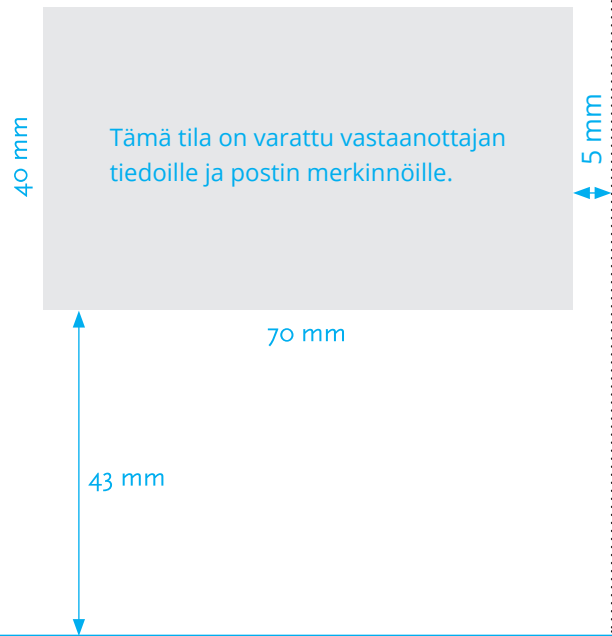 Tämä tila on varattu vastaanottajan
tiedoille ja postin merkinnöille.
40 mm
5 mm
70 mm
43 mm